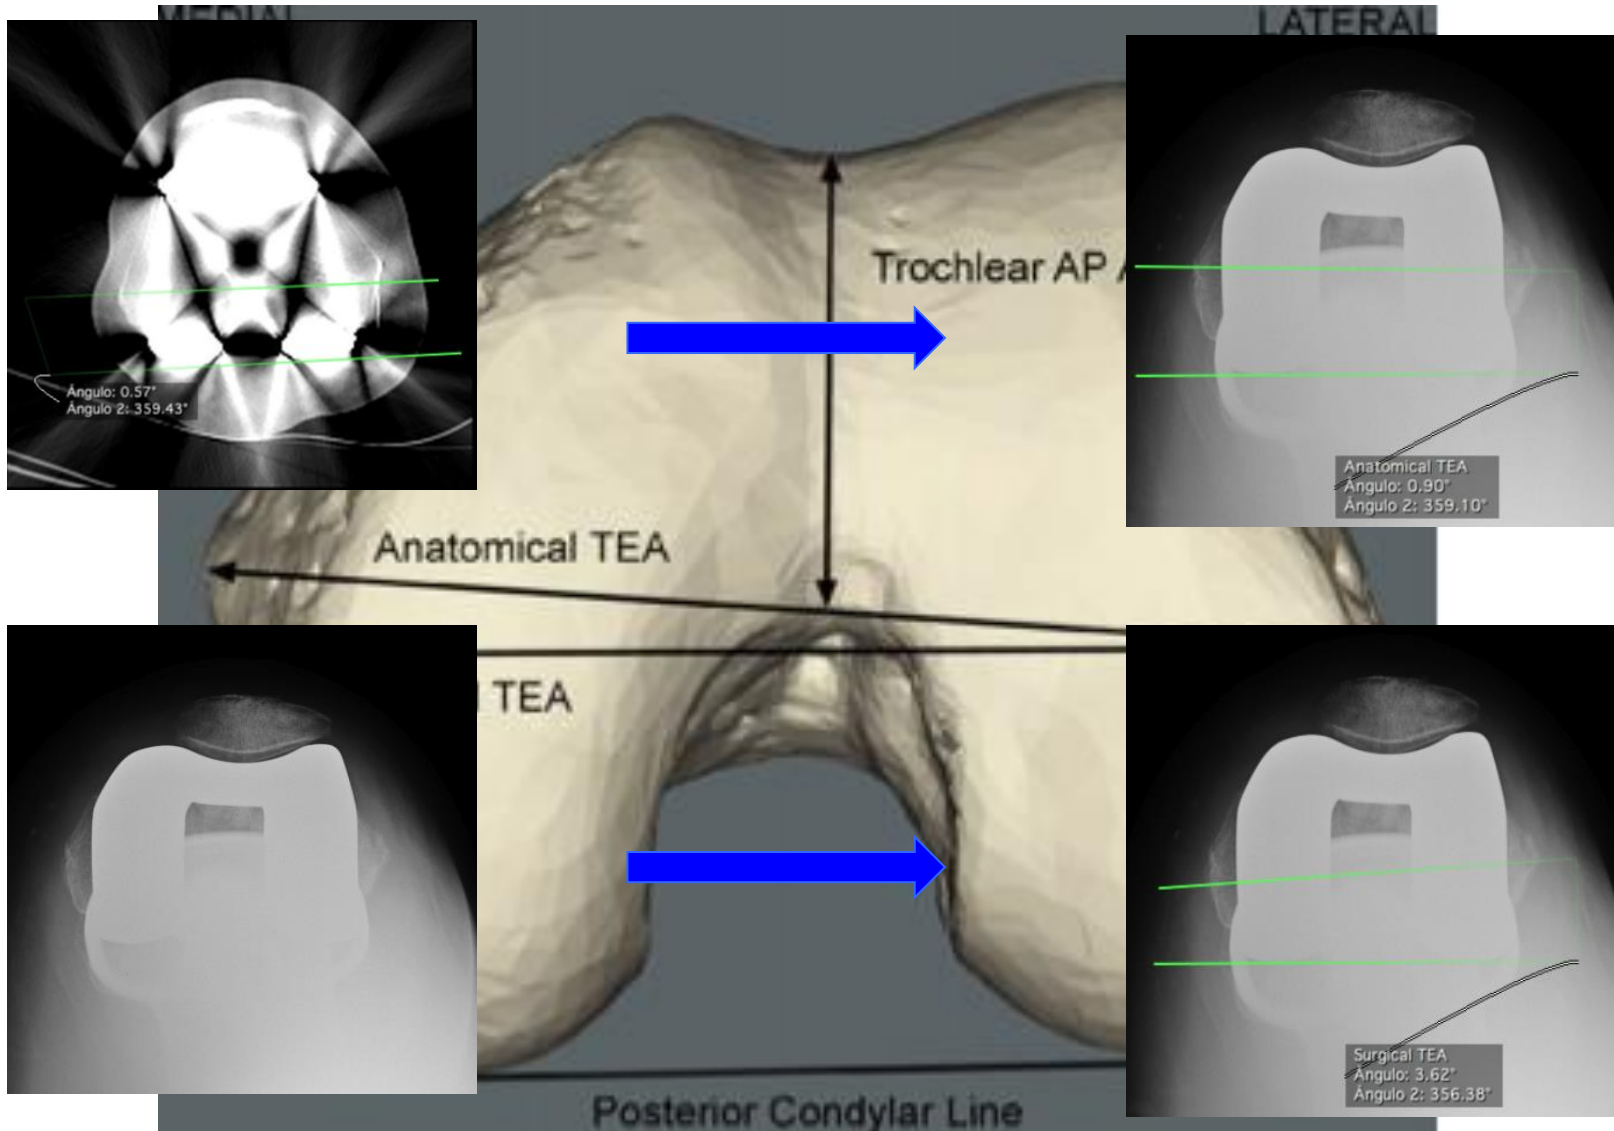 MEDIAL
LATERAL
Trochlear AP
Ángulo: 0.57°
Ángulo 2: 359.43°
Anatomical TEA
Ángulo: 0.90°
Ángulo 2: 359.10°
Anatomical TEA
TEA
Surgical TEA
Ángulo: 3.62°
Ángulo 2: 356.38°
Posterior Condylar Line